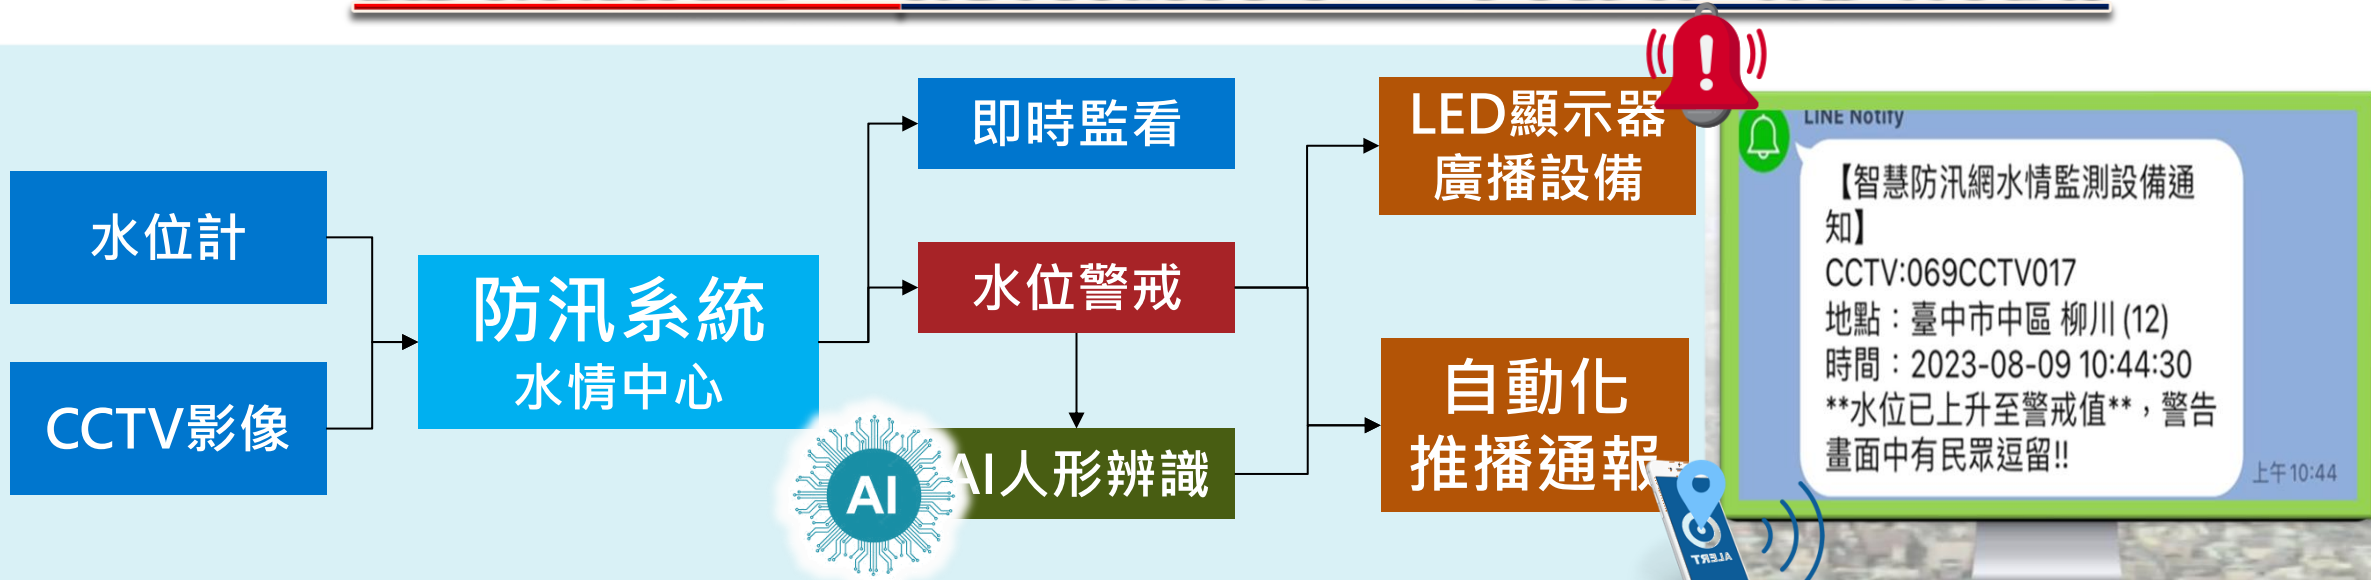 水位計
CCTV影像
防汛系統
水情中心
即時監看
水位警戒
AI
AI人形辨識
LED顯示器
廣播設備
自動化
推播通報
ALERT
LINE Notify
【智慧防汛網水情監測設備通
知】
CCTV:069CCTV017
地點：臺中市中區 柳川 (12)
時間：2023-08-09 10:44:30
**水位已上升至警戒值**，警告
畫面中有民眾逗留!!
上午10:44